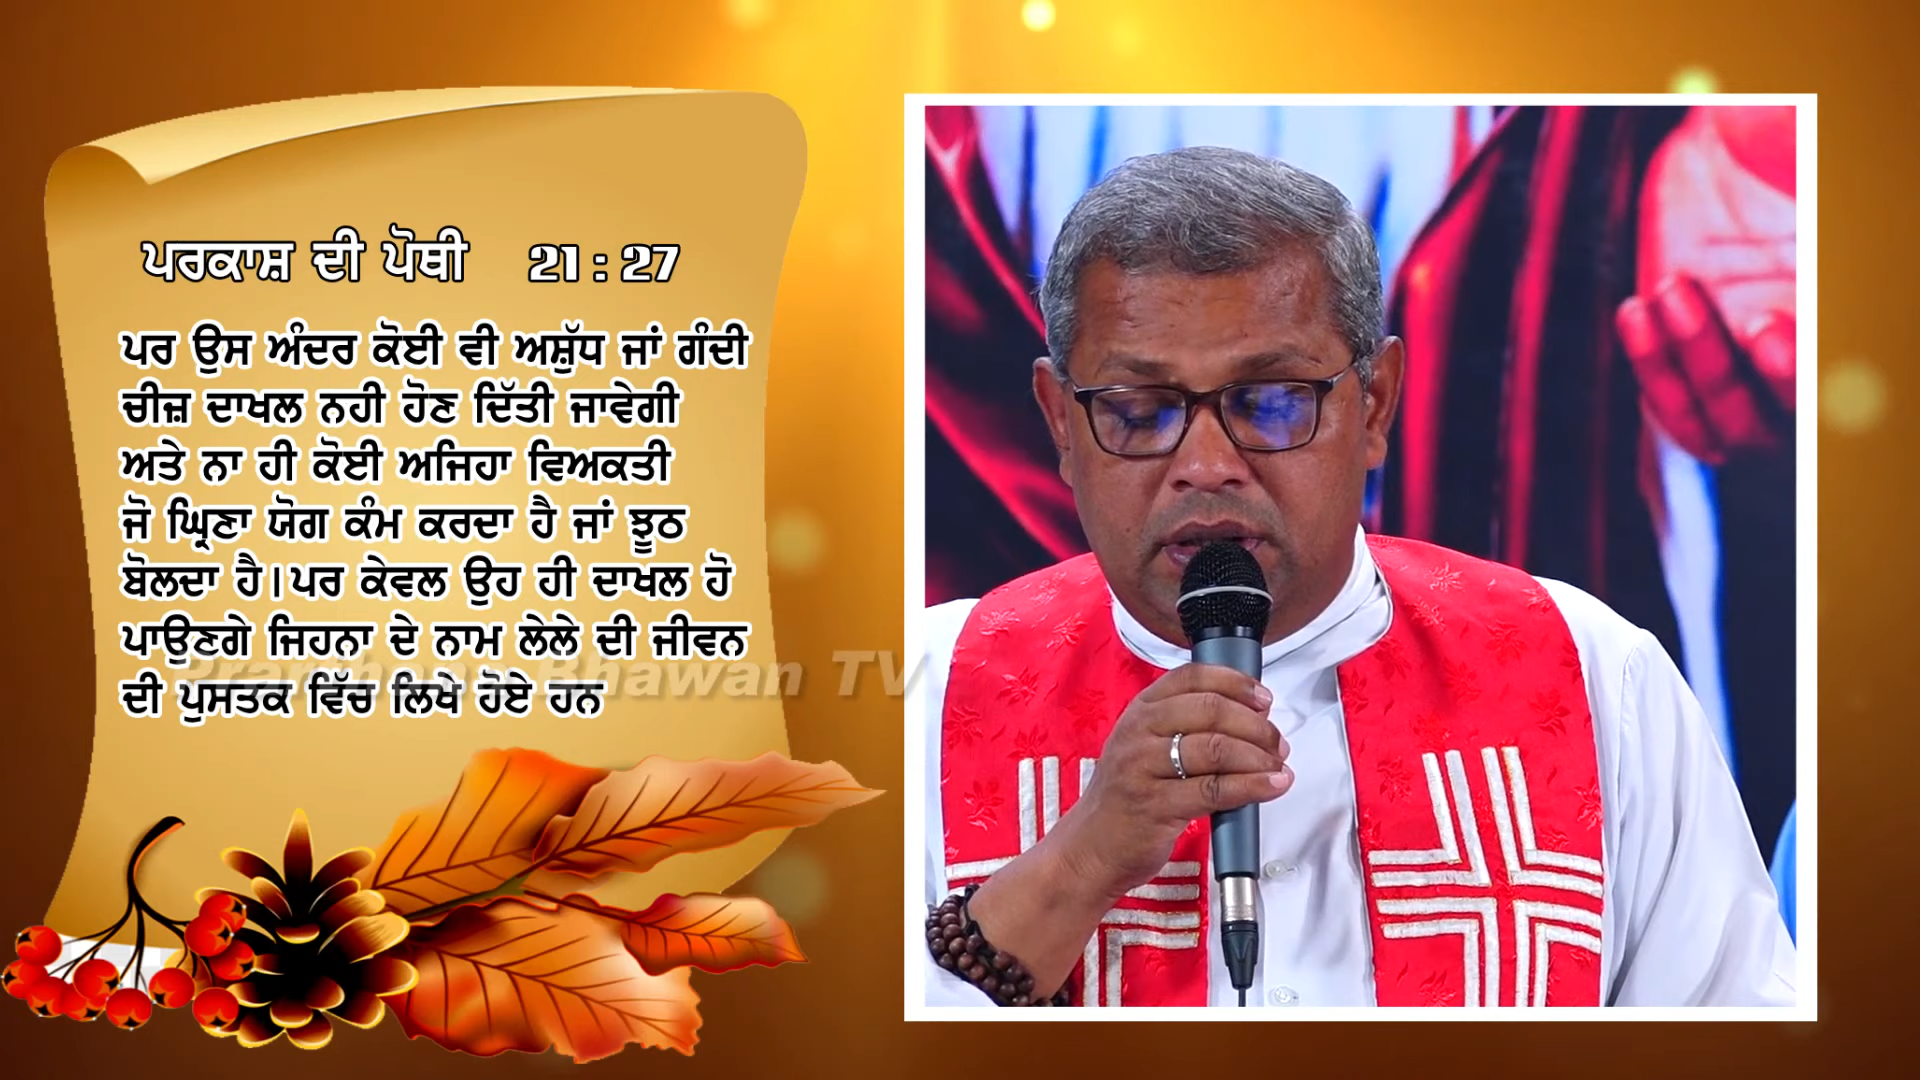 ਪਰਕਾਸ਼ ਦੀ ਪੋਥੀ 21 : 27
ਪਰ ਉਸ ਅੰਦਰ ਕੋਈ ਵੀ ਅਸ਼ੁੱਧ ਜਾਂ ਗੰਦੀ
ਚੀਜ਼ ਦਾਖਲ ਨਹੀ ਹੋਣ ਦਿੱਤੀ ਜਾਵੇਗੀ
ਅਤੇ ਨਾ ਹੀ ਕੋਈ ਅਜਿਹਾ ਵਿਅਕਤੀ
ਜੋ ਘ੍ਰਿਣਾ ਯੋਗ ਕੰਮ ਕਰਦਾ ਹੈ ਜਾਂ ਝੂਠ
ਬੋਲਦਾ ਹੈ।ਪਰ ਕੇਵਲ ਉਹ ਹੀ ਦਾਖਲ ਹੋ
ਪਾਉਣਗੇ ਜਿਹਨਾ ਦੇ ਨਾਮ ਲੇਲੇ ਦੀ ਜੀਵਨ
Prarthana Bhawan TV
ਦੀ ਪੁਸਤਕ ਵਿੱਚ ਲਿਖੇ ਹੋਏ ਹਨ